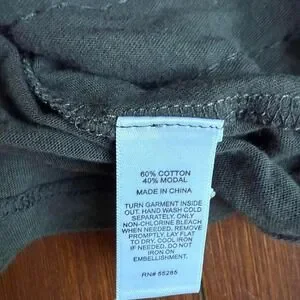 60% COTTON
40% MODAL
MADE IN CHINA
TURN GARMENT INSIDE
OUT. HAND WASH COLD
SEPARATELY. ONLY
NON-CHLORINE BLEACH
WHEN NEEDED. REMOVE
PROMPTLY. LAY FLAT
TO DRY. COOL IRON
IF NEEDED. DO NOT
IRON ON
EMBELLISHMENT.
RN# 55285